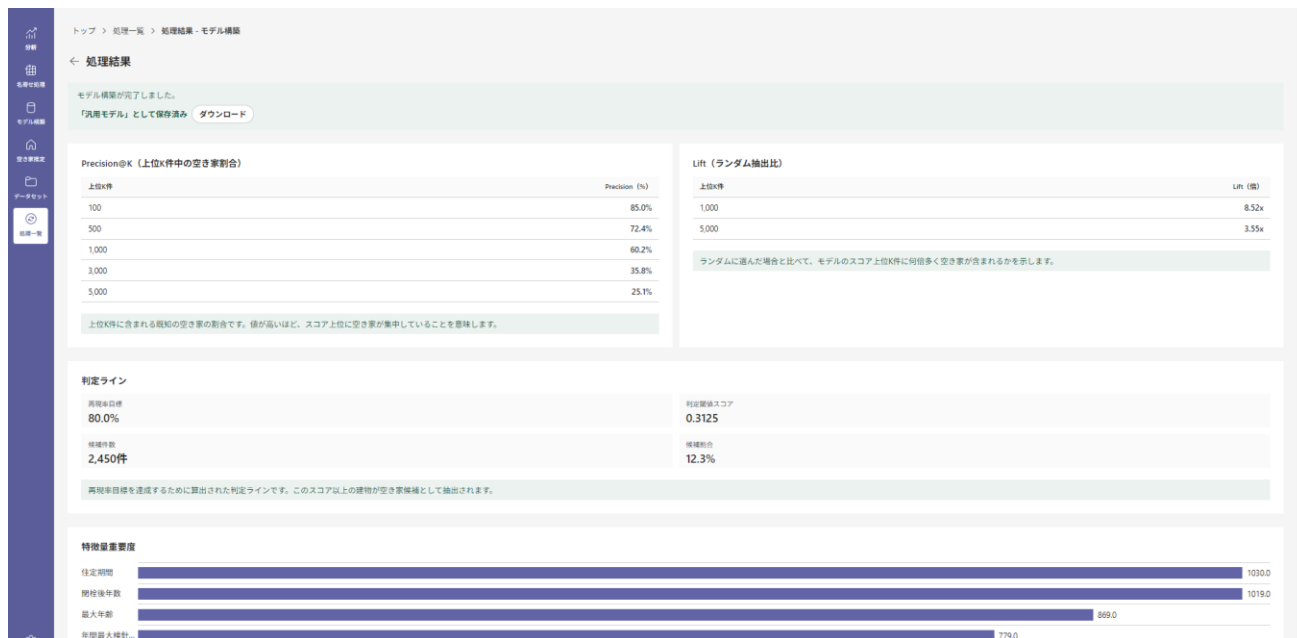 トップ > 処理一覧 > 処理結果 - モデル構築
分析
名寄せ処理
モデル構築
空き家推定
データセット
処理一覧
← 処理結果
モデル構築が完了しました。
「汎用モデル」として保存済み ダウンロード
Precision@K（上位K件中の空き家割合）
上位K件 Precision（%）
100 85.0%
500 72.4%
1,000 60.2%
3,000 35.8%
5,000 25.1%
上位K件に含まれる既知の空き家の割合です。値が高いほど、スコア上位に空き家が集中していることを意味します。
Lift（ランダム抽出比）
上位K件 Lift（倍）
1,000 8.52x
5,000 3.55x
ランダムに選んだ場合と比べて、モデルのスコア上位K件に何倍多く空き家が含まれるかを示します。
判定ライン
再現率目標
80.0%
判定閾値スコア
0.3125
候補件数
2,450件
候補割合
12.3%
再現率目標を達成するために算出された判定ラインです。このスコア以上の建物が空き家候補として抽出されます。
特徴量重要度
住定期間 1030.0
閉栓後年数 1019.0
最大年齢 869.0
年間最大検針... 779.0